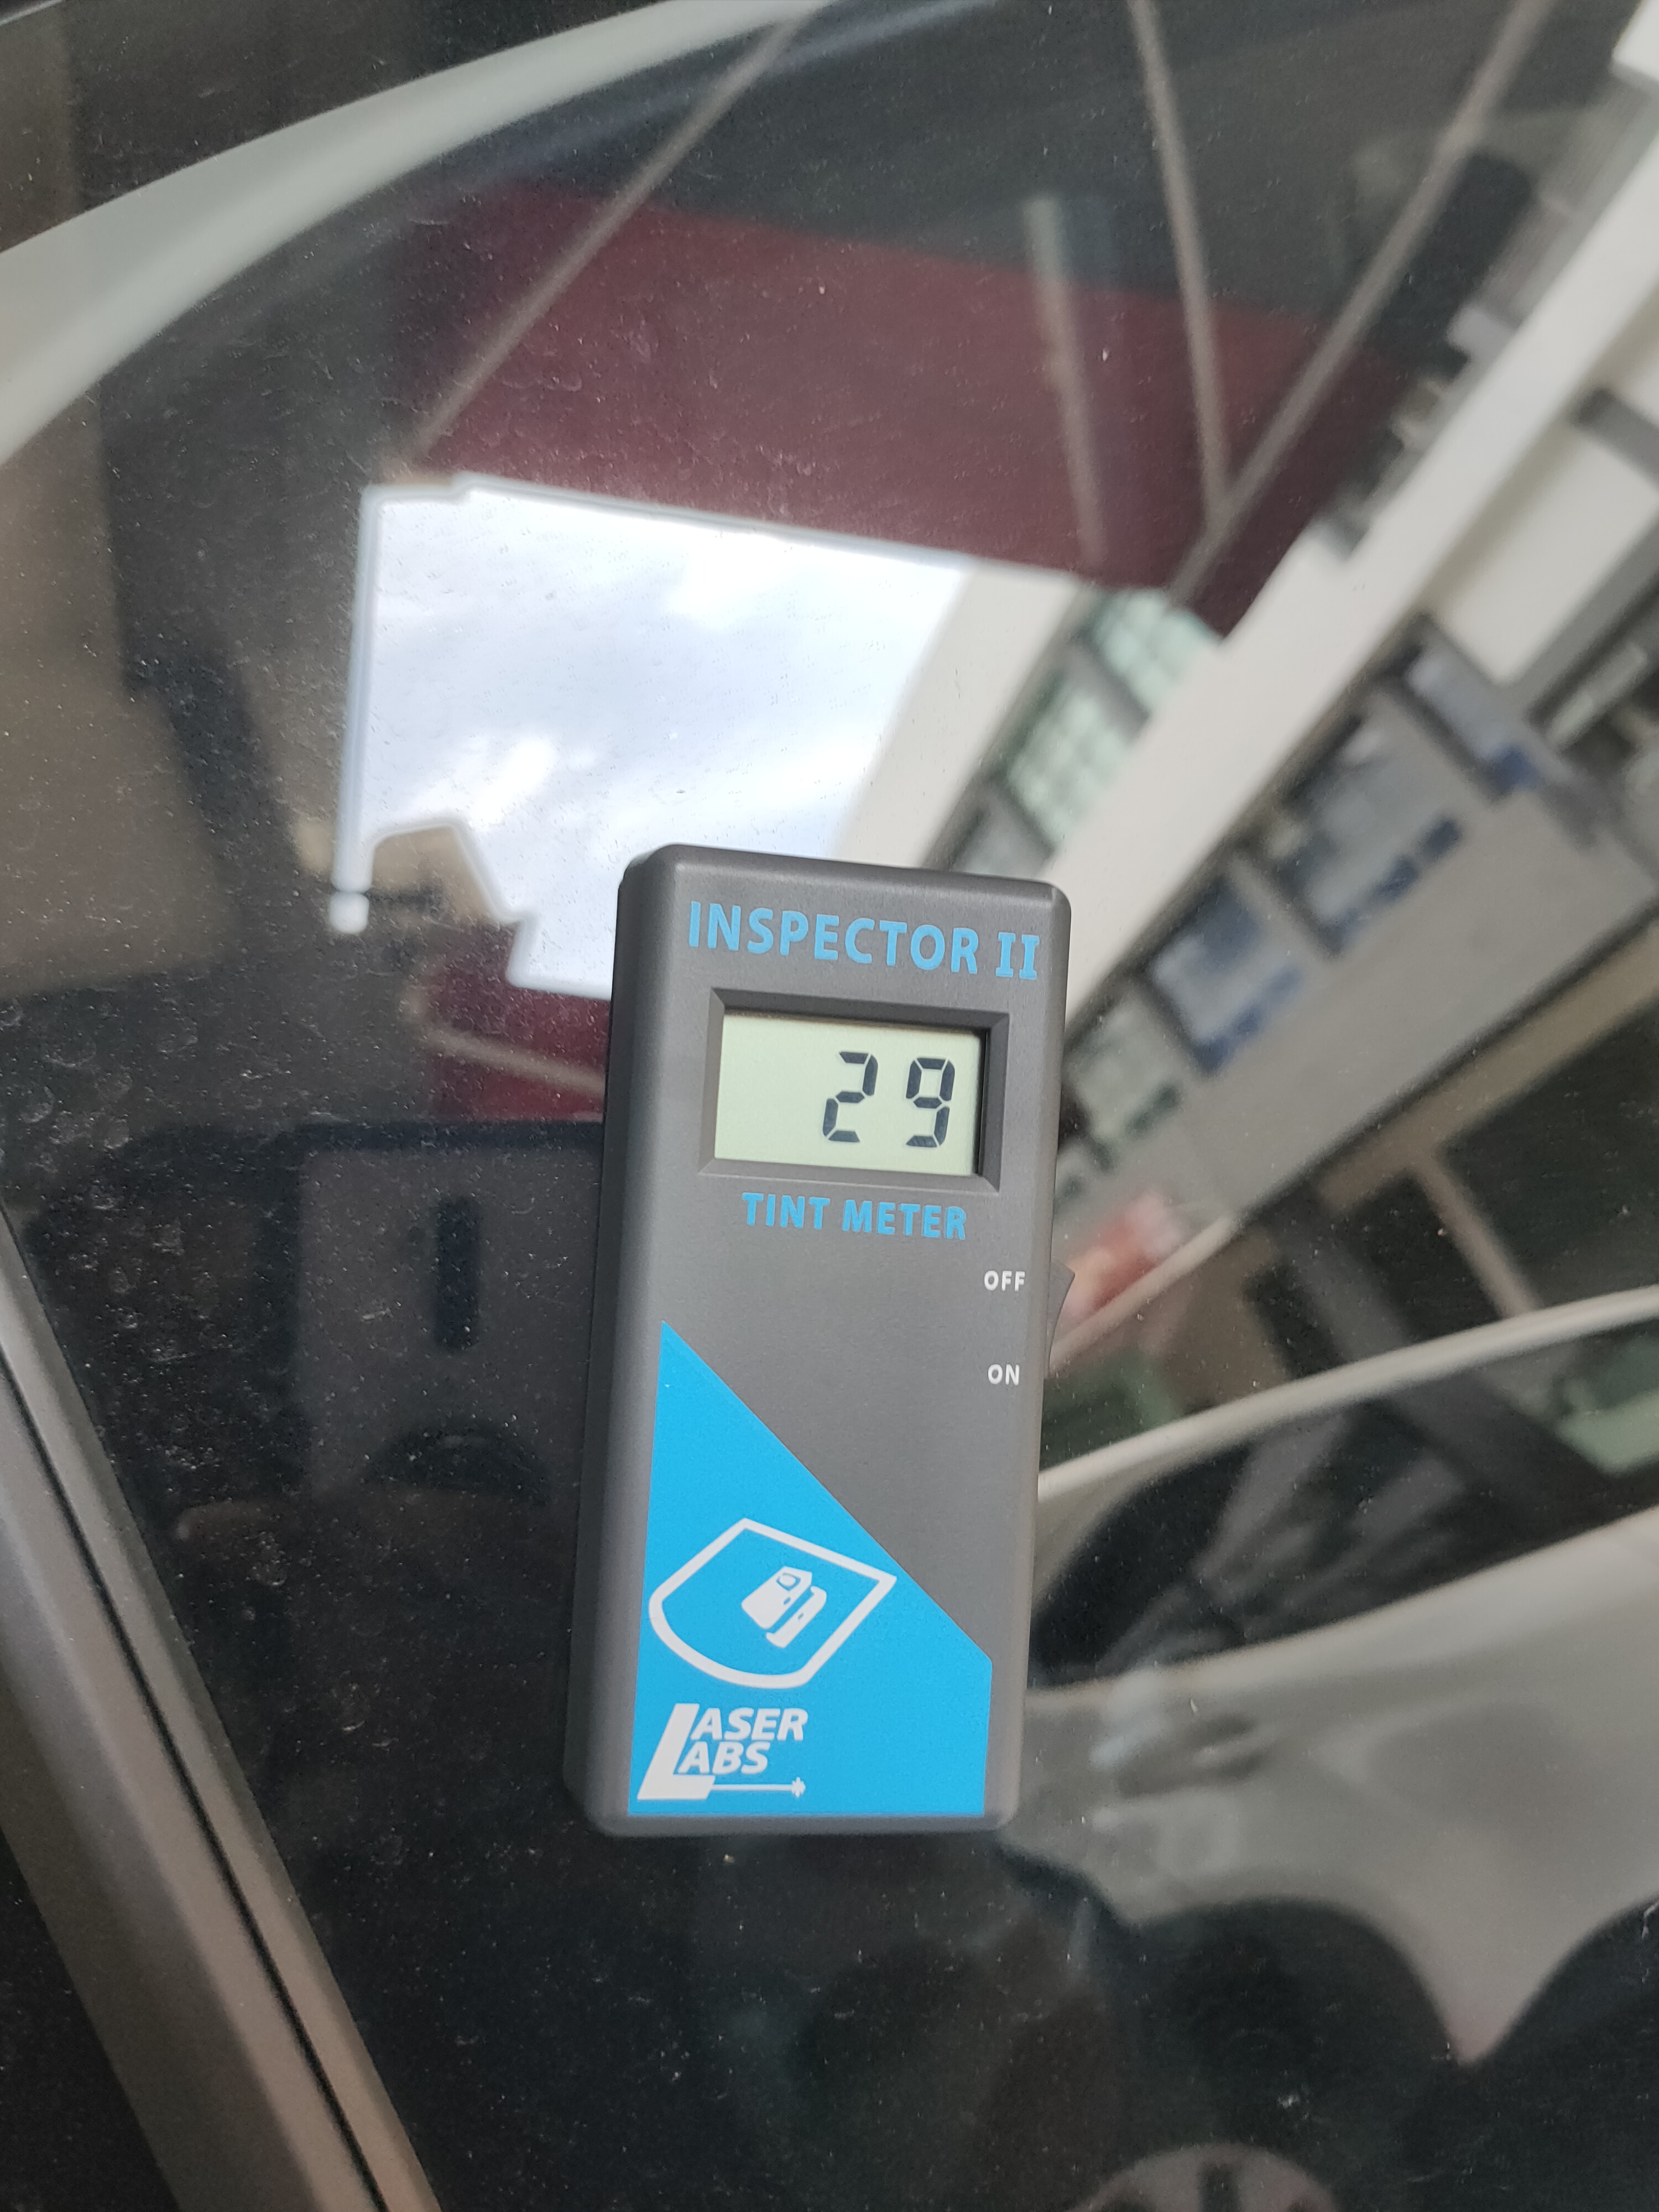 INSPECTOR II
29
TINT METER
OFF
ON
LASER
LABS